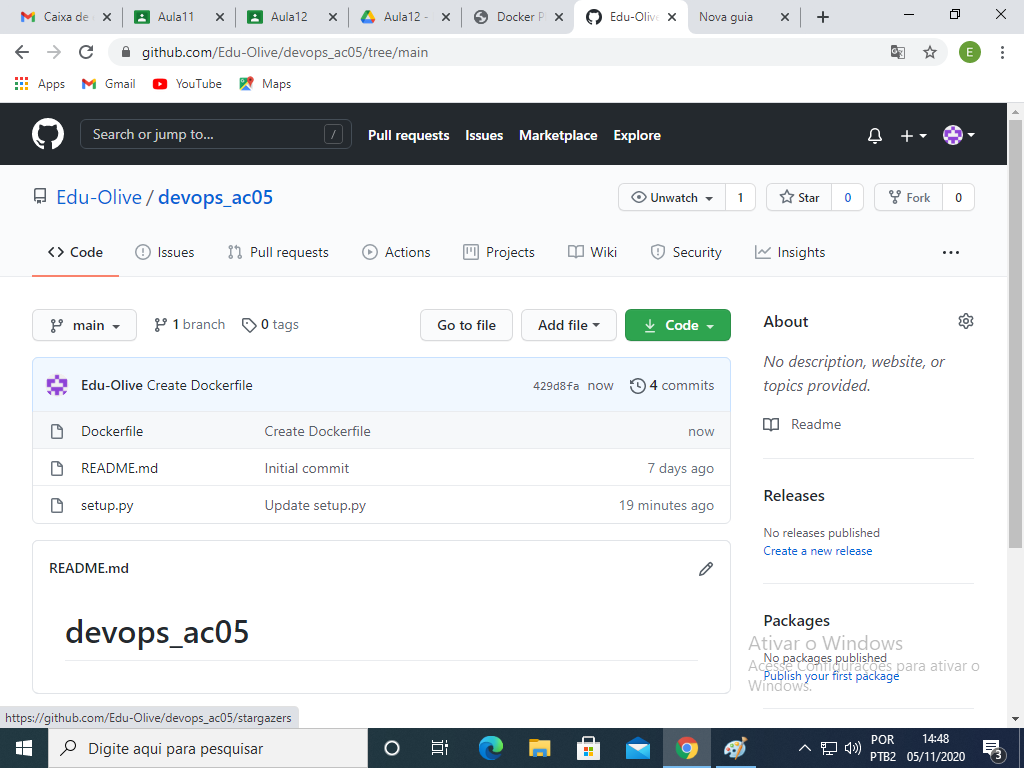 Caixa de
Aula11
Aula12
Aula12 -
Docker P
Edu-Olive
Nova guia
github.com/Edu-Olive/devops_ac05/tree/main
E
Apps
Gmail
YouTube
Maps
Search or jump to...
/
Pull requests
Issues
Marketplace
Explore
Edu-Olive / devops_ac05
Unwatch 1
Star 0
Fork 0
Code
Issues
Pull requests
Actions
Projects
Wiki
Security
Insights
main
1 branch
0 tags
Go to file
Add file
Code
Edu-Olive Create Dockerfile 429d8fa now 4 commits
Dockerfile Create Dockerfile now
README.md Initial commit 7 days ago
setup.py Update setup.py 19 minutes ago
README.md
devops_ac05
About
No description, website, or
topics provided.
Readme
Releases
No releases published
Create a new release
Packages
No packages published
Publish your first package
Ativar o Windows
Acesse Configurações para ativar o
Windows.
https://github.com/Edu-Olive/devops_ac05/stargazers
Digite aqui para pesquisar
POR
PTB2
14:48
05/11/2020
3